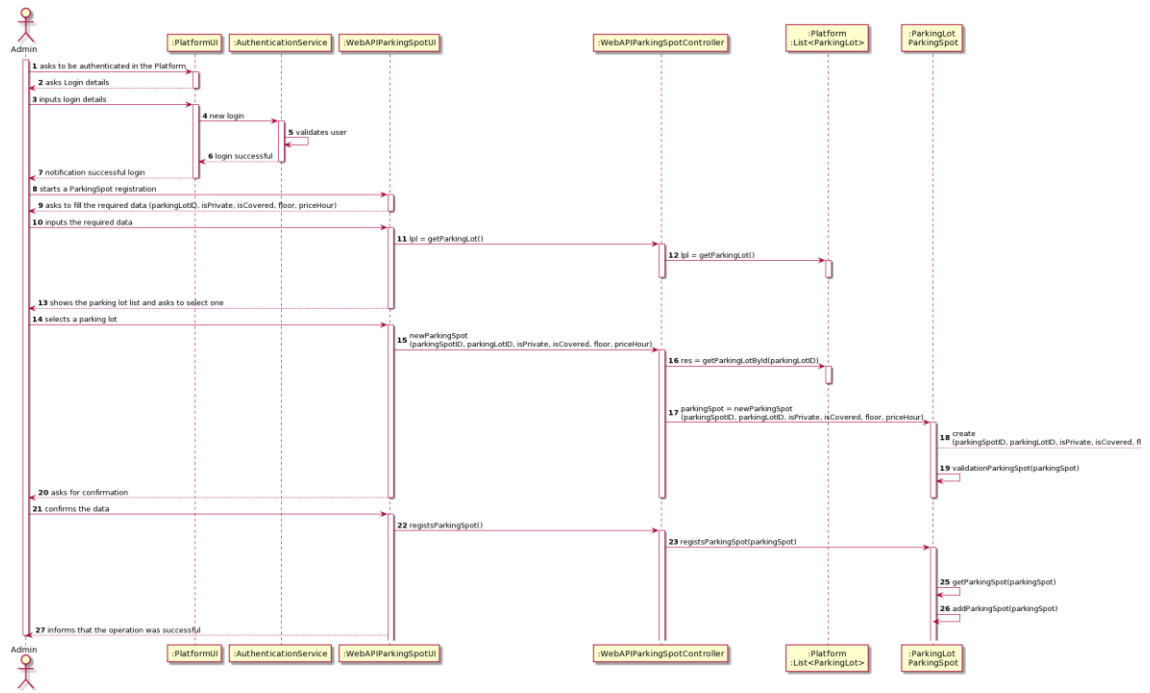 Admin
:PlatformUI
:AuthenticationService
:WebAPIParkingSpotUI
:WebAPIParkingSpotController
:Platform
:List<ParkingLot>
:ParkingLot
ParkingSpot
1 asks to be authenticated in the Platform
2 asks Login details
3 inputs login details
4 new login
5 validates user
6 login successful
7 notification successful login
8 starts a ParkingSpot registration
9 asks to fill the required data (parkingLotID, isPrivate, isCovered, floor, priceHour)
10 inputs the required data
11 lpl = getParkingLot()
12 lpl = getParkingLot()
13 shows the parking lot list and asks to select one
14 selects a parking lot
15 newParkingSpot
(parkingSpotID, parkingLotID, isPrivate, isCovered, floor, priceHour)
16 res = getParkingLotById(parkingLotID)
17 parkingSpot = newParkingSpot
(parkingSpotID, parkingLotID, isPrivate, isCovered, floor, priceHour)
18 create
(parkingSpotID, parkingLotID, isPrivate, isCovered, fl
19 validationParkingSpot(parkingSpot)
20 asks for confirmation
21 confirms the data
22 registsParkingSpot()
23 registsParkingSpot(parkingSpot)
25 getParkingSpot(parkingSpot)
26 addParkingSpot(parkingSpot)
27 informs that the operation was successful
Admin
:PlatformUI
:AuthenticationService
:WebAPIParkingSpotUI
:WebAPIParkingSpotController
:Platform
:List<ParkingLot>
:ParkingLot
ParkingSpot